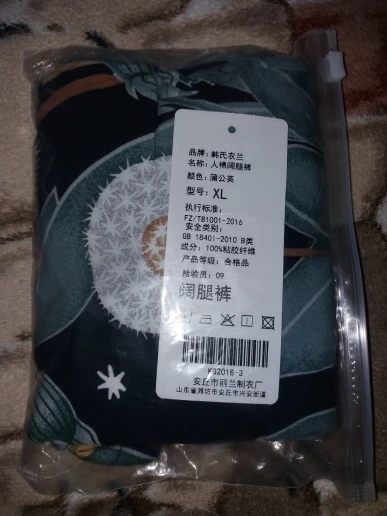 品牌：韩氏衣兰
名称：人棉阔腿裤
颜色：蒲公英
型号：XL
执行标准：
FZ/T81001-2016
安全类别：
GB 18401-2010 B类
成分：100%粘胶纤维
产品等级：合格品
检验员：09
阔腿裤
KB2016-3
安丘市丽兰制衣厂
山东省潍坊市安丘市兴安街道